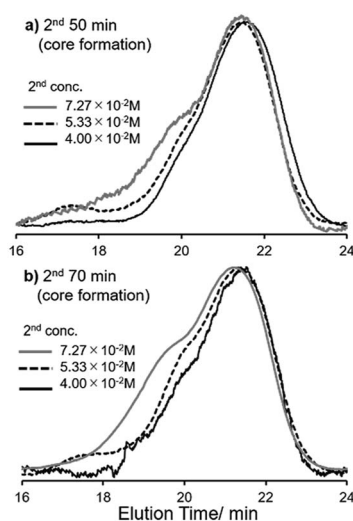 a) 2nd 50 min
(core formation)
2nd conc.
7.27 × 10-2M
5.33 × 10-2M
4.00 × 10-2M
16 18 20 22 24
b) 2nd 70 min
(core formation)
2nd conc.
7.27 × 10-2M
5.33 × 10-2M
4.00 × 10-2M
16 18 20 22 24
Elution Time/ min